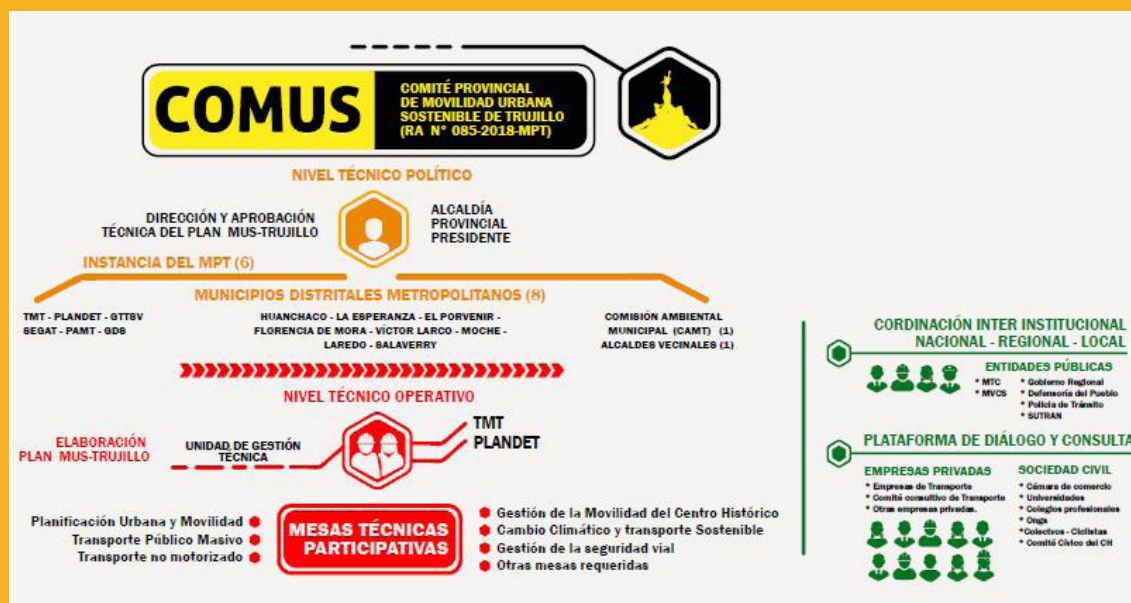 COMUS
COMITÉ PROVINCIAL
DE MOVILIDAD URBANA
SOSTENIBLE DE TRUJILLO
(RA N° 085-2018-MPT)
NIVEL TÉCNICO POLÍTICO
DIRECCIÓN Y APROBACIÓN
TÉCNICA DEL PLAN MUS-TRUJILLO
ALCALDÍA
PROVINCIAL
PRESIDENTE
INSTANCIA DEL MPT (6)
TMT - PLANDET - GTTSV
SEGAT - PAMT - GDS
MUNICIPIOS DISTRITALES METROPOLITANOS (8)
HUANCHACO - LA ESPERANZA - EL PORVENIR -
FLORENCIA DE MORA - VÍCTOR LARCO - MOCHE -
LAREDO - SALAVERRY
COMISIÓN AMBIENTAL
MUNICIPAL (CAMT) (1)
ALCALDES VECINALES (1)
NIVEL TÉCNICO OPERATIVO
ELABORACIÓN
PLAN MUS-TRUJILLO
UNIDAD DE GESTIÓN
TÉCNICA
TMT
PLANDET
Planificación Urbana y Movilidad
Transporte Público Masivo
Transporte no motorizado
MESAS TÉCNICAS
PARTICIPATIVAS
Gestión de la Movilidad del Centro Histórico
Cambio Climático y transporte Sostenible
Gestión de la seguridad vial
Otras mesas requeridas
CORDINACIÓN INTER INSTITUCIONAL
NACIONAL - REGIONAL - LOCAL
ENTIDADES PÚBLICAS
* MTC
* MVCS
* Gobierno Regional
* Defensoría del Pueblo
* Policía de Tránsito
* SUTRAN
PLATAFORMA DE DIÁLOGO Y CONSULTA
EMPRESAS PRIVADAS
* Empresas de Transporte
* Comité consultivo de Transporte
* Otras empresas privadas.
SOCIEDAD CIVIL
* Cámara de comercio
* Universidades
* Colegios profesionales
* Ongs
*Colectivos - Ciclistas
* Comité Cívico del CH